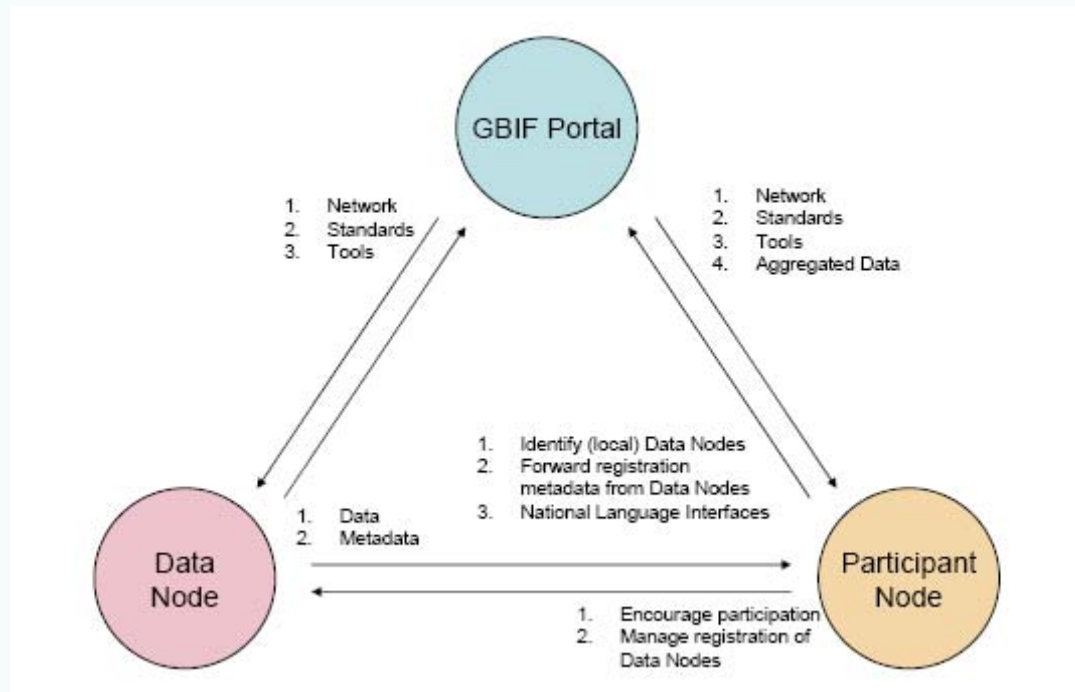 GBIF Portal
1. Network
2. Standards
3. Tools
1. Network
2. Standards
3. Tools
4. Aggregated Data
1. Identify (local) Data Nodes
2. Forward registration
metadata from Data Nodes
3. National Language Interfaces
1. Data
2. Metadata
Data
Node
Participant
Node
1. Encourage participation
2. Manage registration of
Data Nodes